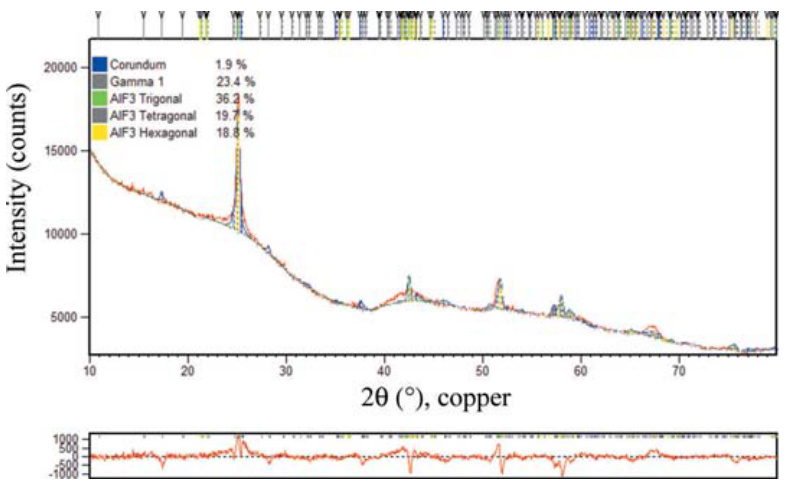 20000
15000
10000
5000
Intensity (counts)
Corundum 1.9 %
Gamma 1 23.4 %
AlF3 Trigonal 36.2 %
AlF3 Tetragonal 19.7 %
AlF3 Hexagonal 18.8 %
10 20 30 40 50 60 70
2θ (°), copper
1000
500
0
-500
-1000